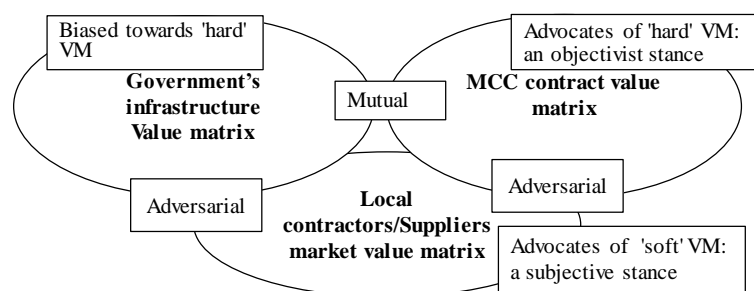 Biased towards 'hard'
VM
Advocates of 'hard' VM:
an objectivist stance
Government's
infrastructure
Value matrix
Mutual
MCC contract value
matrix
Adversarial
Adversarial
Local
contractors/Suppliers
market value matrix
Advocates of 'soft' VM:
a subjective stance